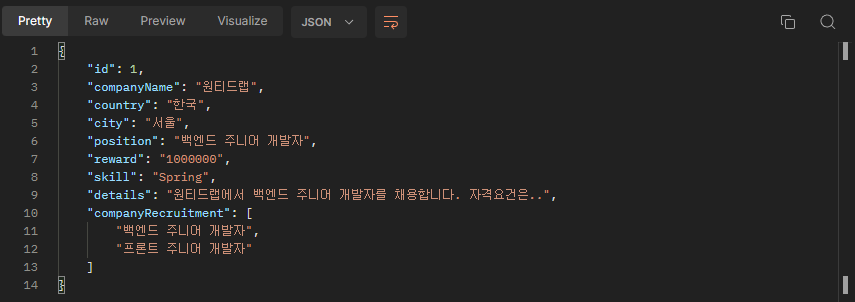 Pretty Raw Preview Visualize JSON
1 {
2 "id": 1,
3 "companyName": "원티드랩",
4 "country": "한국",
5 "city": "서울",
6 "position": "백엔드 주니어 개발자",
7 "reward": "1000000",
8 "skill": "Spring",
9 "details": "원티드랩에서 백엔드 주니어 개발자를 채용합니다. 자격요건은..",
10 "companyRecruitment": [
11 "백엔드 주니어 개발자",
12 "프론트 주니어 개발자"
13 ]
14 }